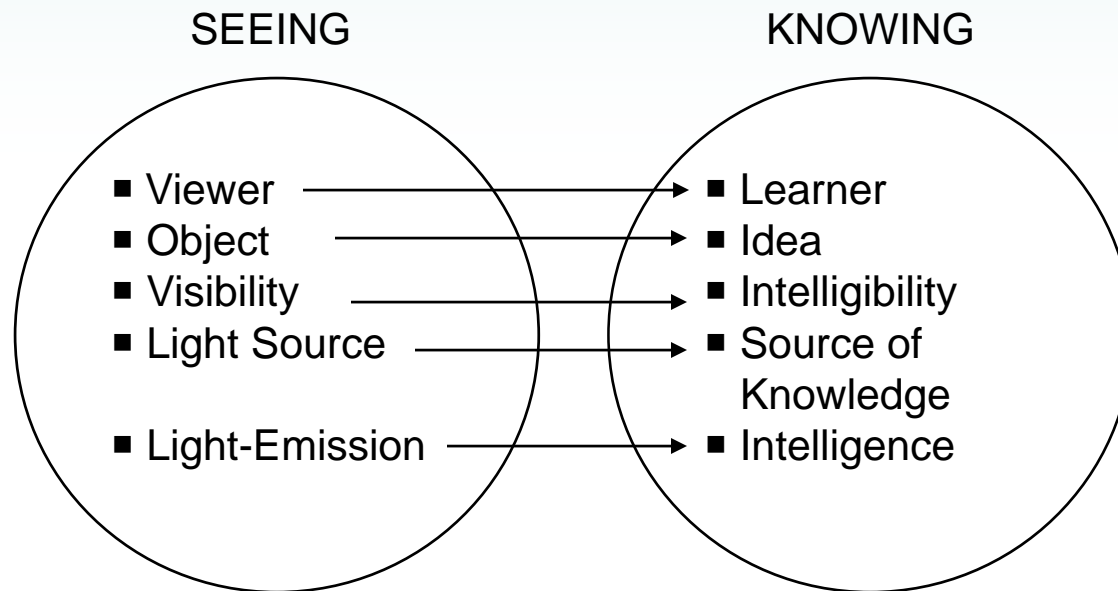 SEEING
KNOWING
▪ Viewer
▪ Object
▪ Visibility
▪ Light Source
▪ Light-Emission
▪ Learner
▪ Idea
▪ Intelligibility
▪ Source of
Knowledge
▪ Intelligence